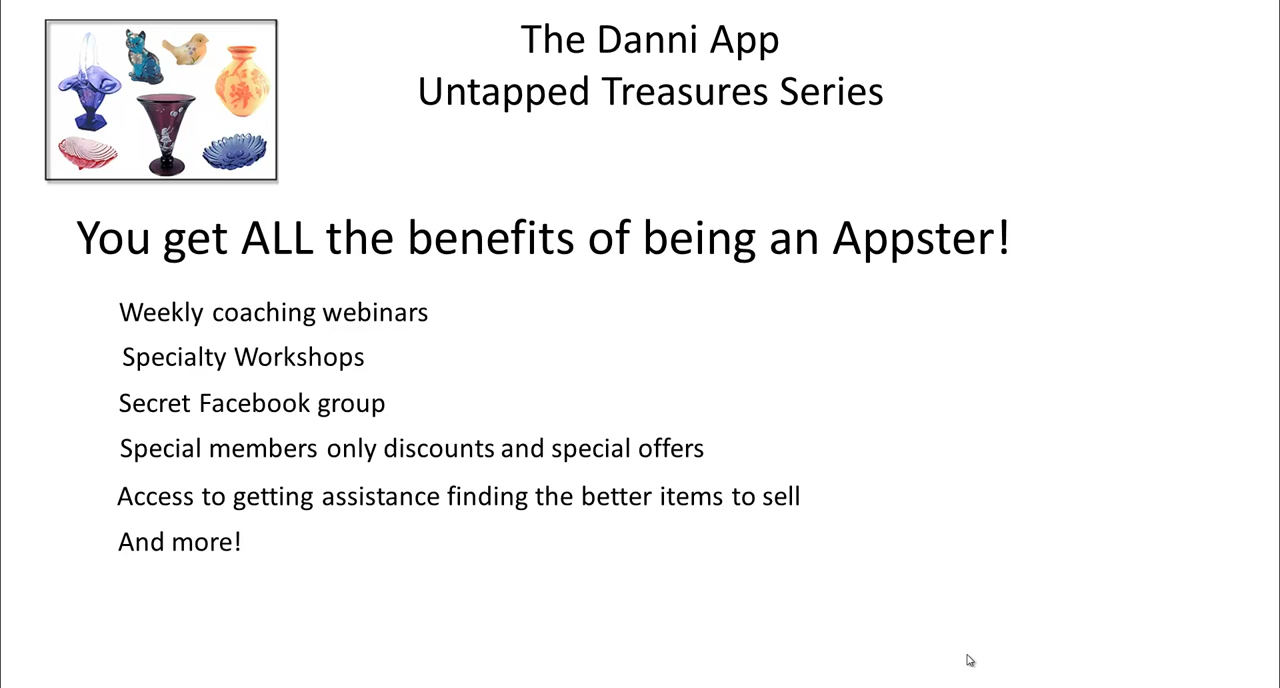 The Danni App
Untapped Treasures Series
You get ALL the benefits of being an Appster!
Weekly coaching webinars
Specialty Workshops
Secret Facebook group
Special members only discounts and special offers
Access to getting assistance finding the better items to sell
And more!